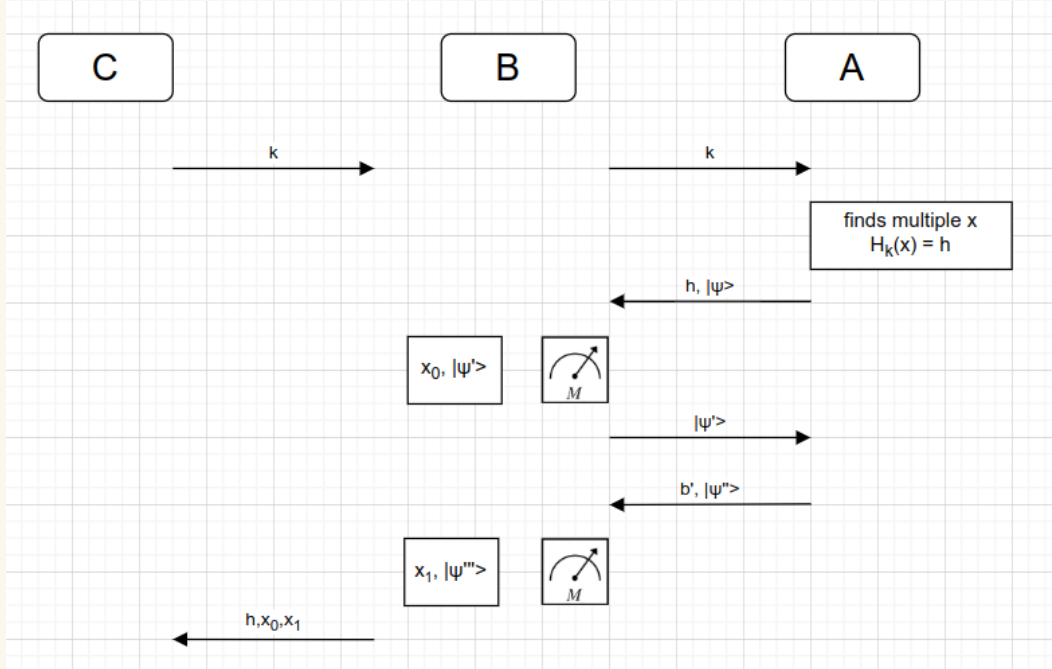 C
B
A
k
k
finds multiple x
Hₖ(x) = h
h, |ψ>
x₀, |ψ'>
M
|ψ'>
b', |ψ">
x₁, |ψ'">
M
h,x₀,x₁